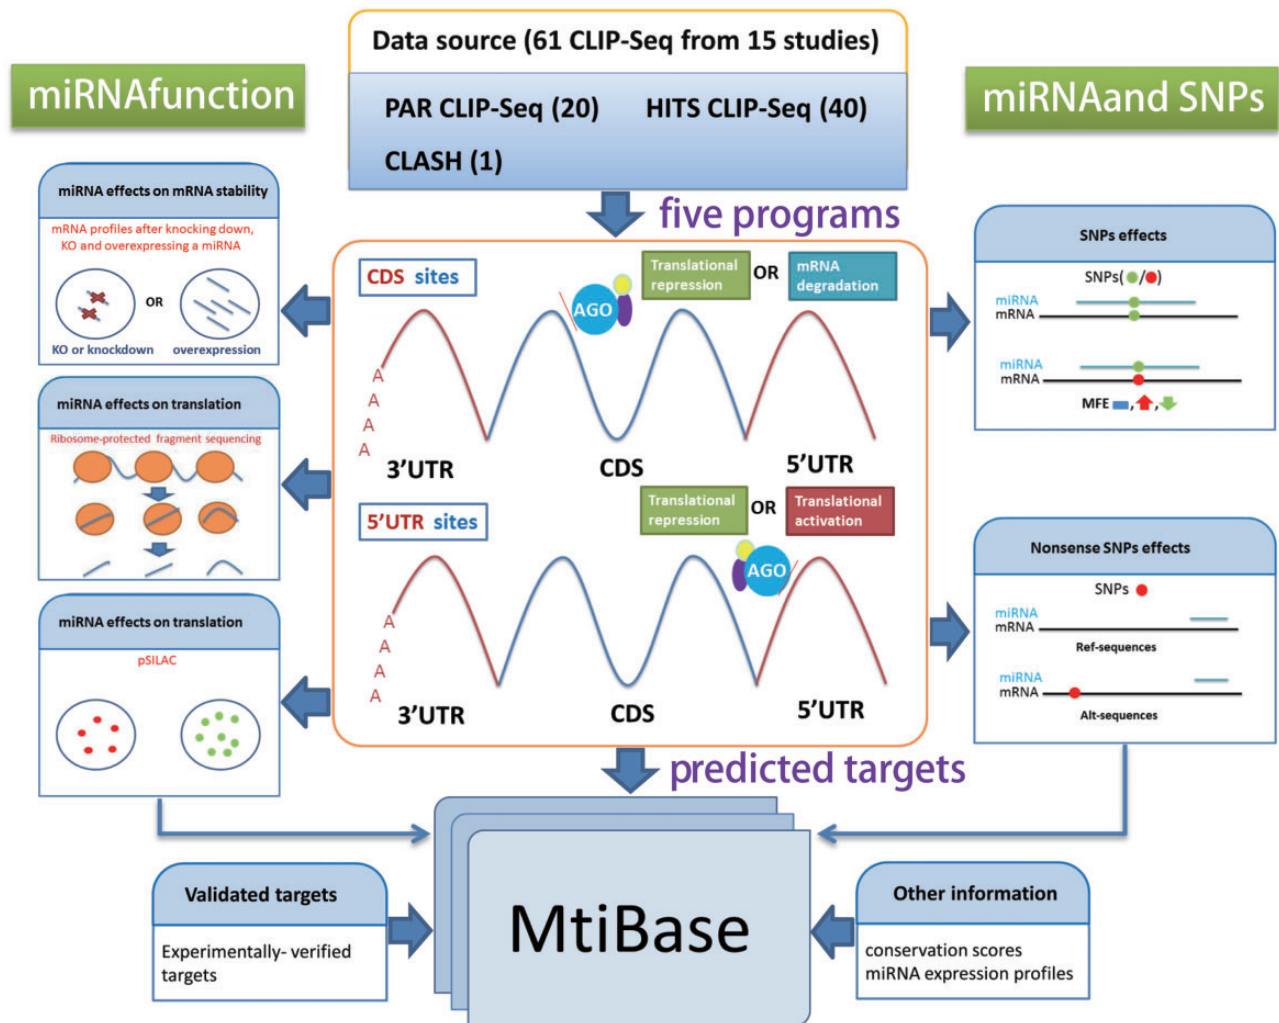 Data source (61 CLIP-Seq from 15 studies)
PAR CLIP-Seq (20) HITS CLIP-Seq (40)
CLASH (1)
miRNAfunction
miRNAand SNPs
five programs
miRNA effects on mRNA stability
mRNA profiles after knocking down,
KO and overexpressing a miRNA
OR
KO or knockdown overexpression
miRNA effects on translation
Ribosome-protected fragment sequencing
miRNA effects on translation
pSILAC
CDS sites
AGO
Translational
repression
OR
mRNA
degradation
A
A
A
A
3'UTR CDS 5'UTR
5'UTR sites
Translational
repression
OR
Translational
activation
AGO
A
A
A
A
3'UTR CDS 5'UTR
SNPs effects
SNPs( / )
miRNA
mRNA
miRNA
mRNA
MFE , ,
Nonsense SNPs effects
SNPs
miRNA
mRNA
Ref-sequences
miRNA
mRNA
Alt-sequences
predicted targets
Validated targets
Experimentally- verified
targets
MtiBase
Other information
conservation scores
miRNA expression profiles